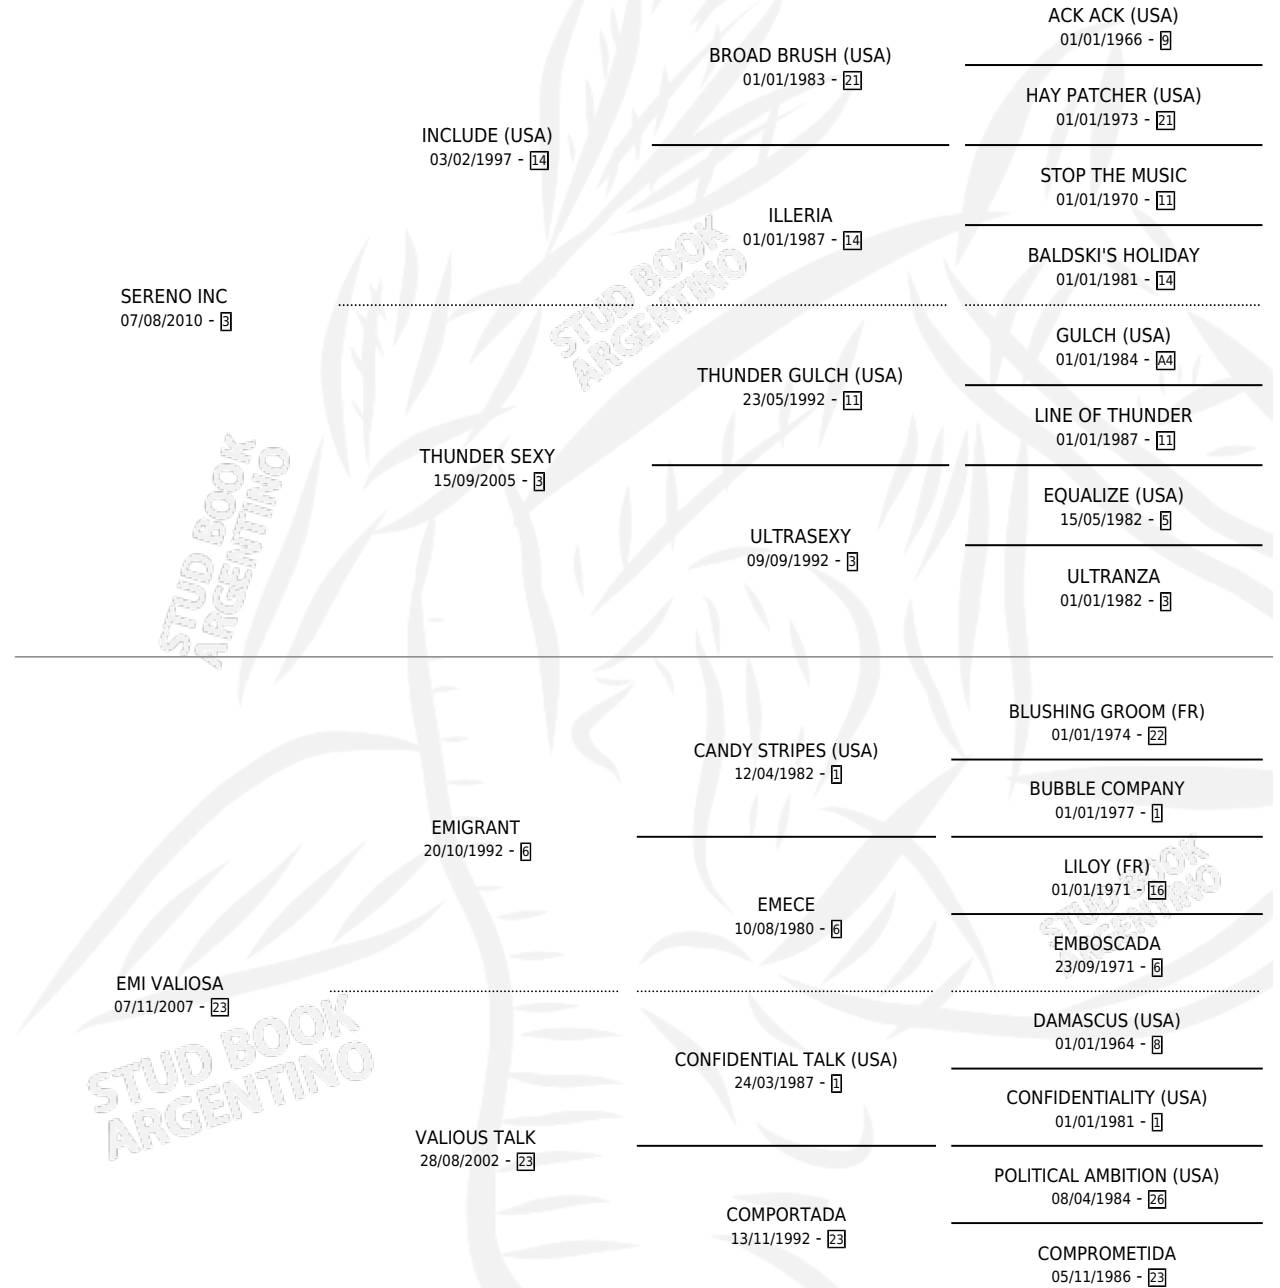 ACK ACK (USA)
01/01/1966 - 9
BROAD BRUSH (USA)
01/01/1983 - 21
HAY PATCHER (USA)
01/01/1973 - 21
INCLUDE (USA)
03/02/1997 - 14
STOP THE MUSIC
01/01/1970 - 11
ILLERIA
01/01/1987 - 14
BALDSKI'S HOLIDAY
01/01/1981 - 14
SERENO INC
07/08/2010 - 3
GULCH (USA)
01/01/1984 - A4
THUNDER GULCH (USA)
23/05/1992 - 11
LINE OF THUNDER
01/01/1987 - 11
THUNDER SEXY
15/09/2005 - 3
EQUALIZE (USA)
15/05/1982 - 5
ULTRASEXY
09/09/1992 - 3
ULTRANZA
01/01/1982 - 3
STUD BOOK
ARGENTINO
STUD BOOK
ARGENTINO
BLUSHING GROOM (FR)
01/01/1974 - 22
CANDY STRIPES (USA)
12/04/1982 - 1
BUBBLE COMPANY
01/01/1977 - 1
EMIGRANT
20/10/1992 - 6
LILOY (FR)
01/01/1971 - 16
EMECE
10/08/1980 - 6
EMBOSCADA
23/09/1971 - 6
EMI VALIOSA
07/11/2007 - 23
DAMASCUS (USA)
01/01/1964 - 8
CONFIDENTIAL TALK (USA)
24/03/1987 - 1
CONFIDENTIALITY (USA)
01/01/1981 - 1
VALIOUS TALK
28/08/2002 - 23
POLITICAL AMBITION (USA)
08/04/1984 - 26
COMPORTADA
13/11/1992 - 23
COMPROMETIDA
05/11/1986 - 23
STUD BOOK
ARGENTINO
STUD BOOK
ARGENTINO